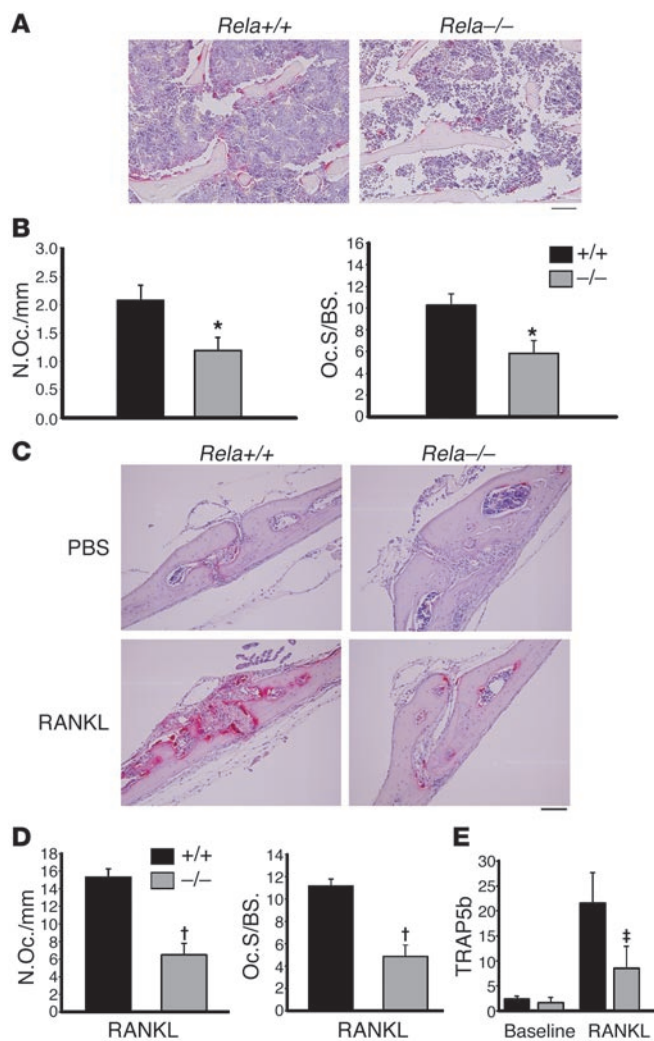 A
Rela+/+
Rela–/–
B
N.Oc./mm
3.0
2.5
2.0
1.5
1.0
0.5
0.0
*
Oc.S/BS.
16
14
12
10
8
6
4
2
0
*
+/+
–/–
C
Rela+/+
Rela–/–
PBS
RANKL
D
N.Oc./mm
18
16
14
12
10
8
6
4
2
0
+/+
–/–
†
RANKL
Oc.S/BS.
14
12
10
8
6
4
2
0
†
RANKL
E
TRAP5b
30
25
20
15
10
5
0
‡
Baseline RANKL